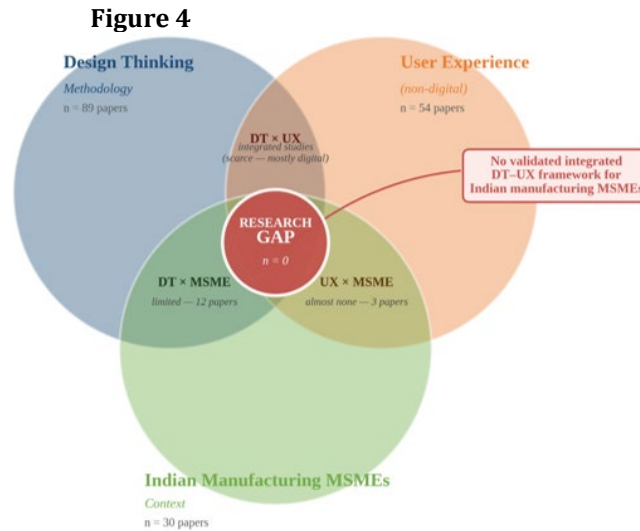 Figure 4
Design Thinking
Methodology
n = 89 papers
User Experience
(non-digital)
n = 54 papers
DT × UX
integrated studies
(scarce — mostly digital)
No validated integrated
DT–UX framework for
Indian manufacturing MSMEs
RESEARCH
GAP
n = 0
DT × MSME
limited — 12 papers
UX × MSME
almost none — 3 papers
Indian Manufacturing MSMEs
Context
n = 30 papers